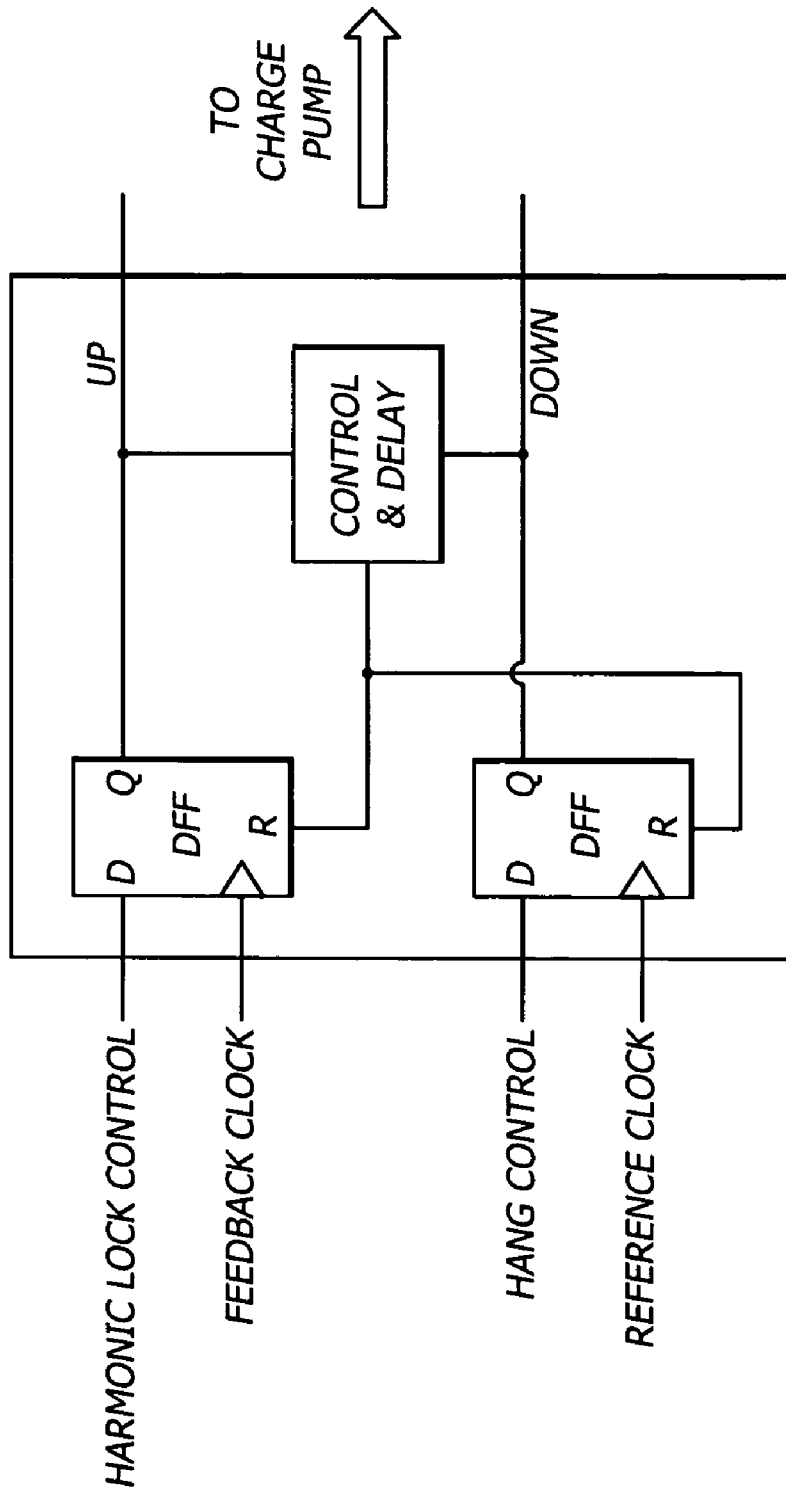 HARMONIC LOCK CONTROL
FEEDBACK CLOCK
HANG CONTROL
REFERENCE CLOCK
D
Q
DFF
R
D
Q
DFF
R
CONTROL
& DELAY
UP
DOWN
TO
CHARGE
PUMP